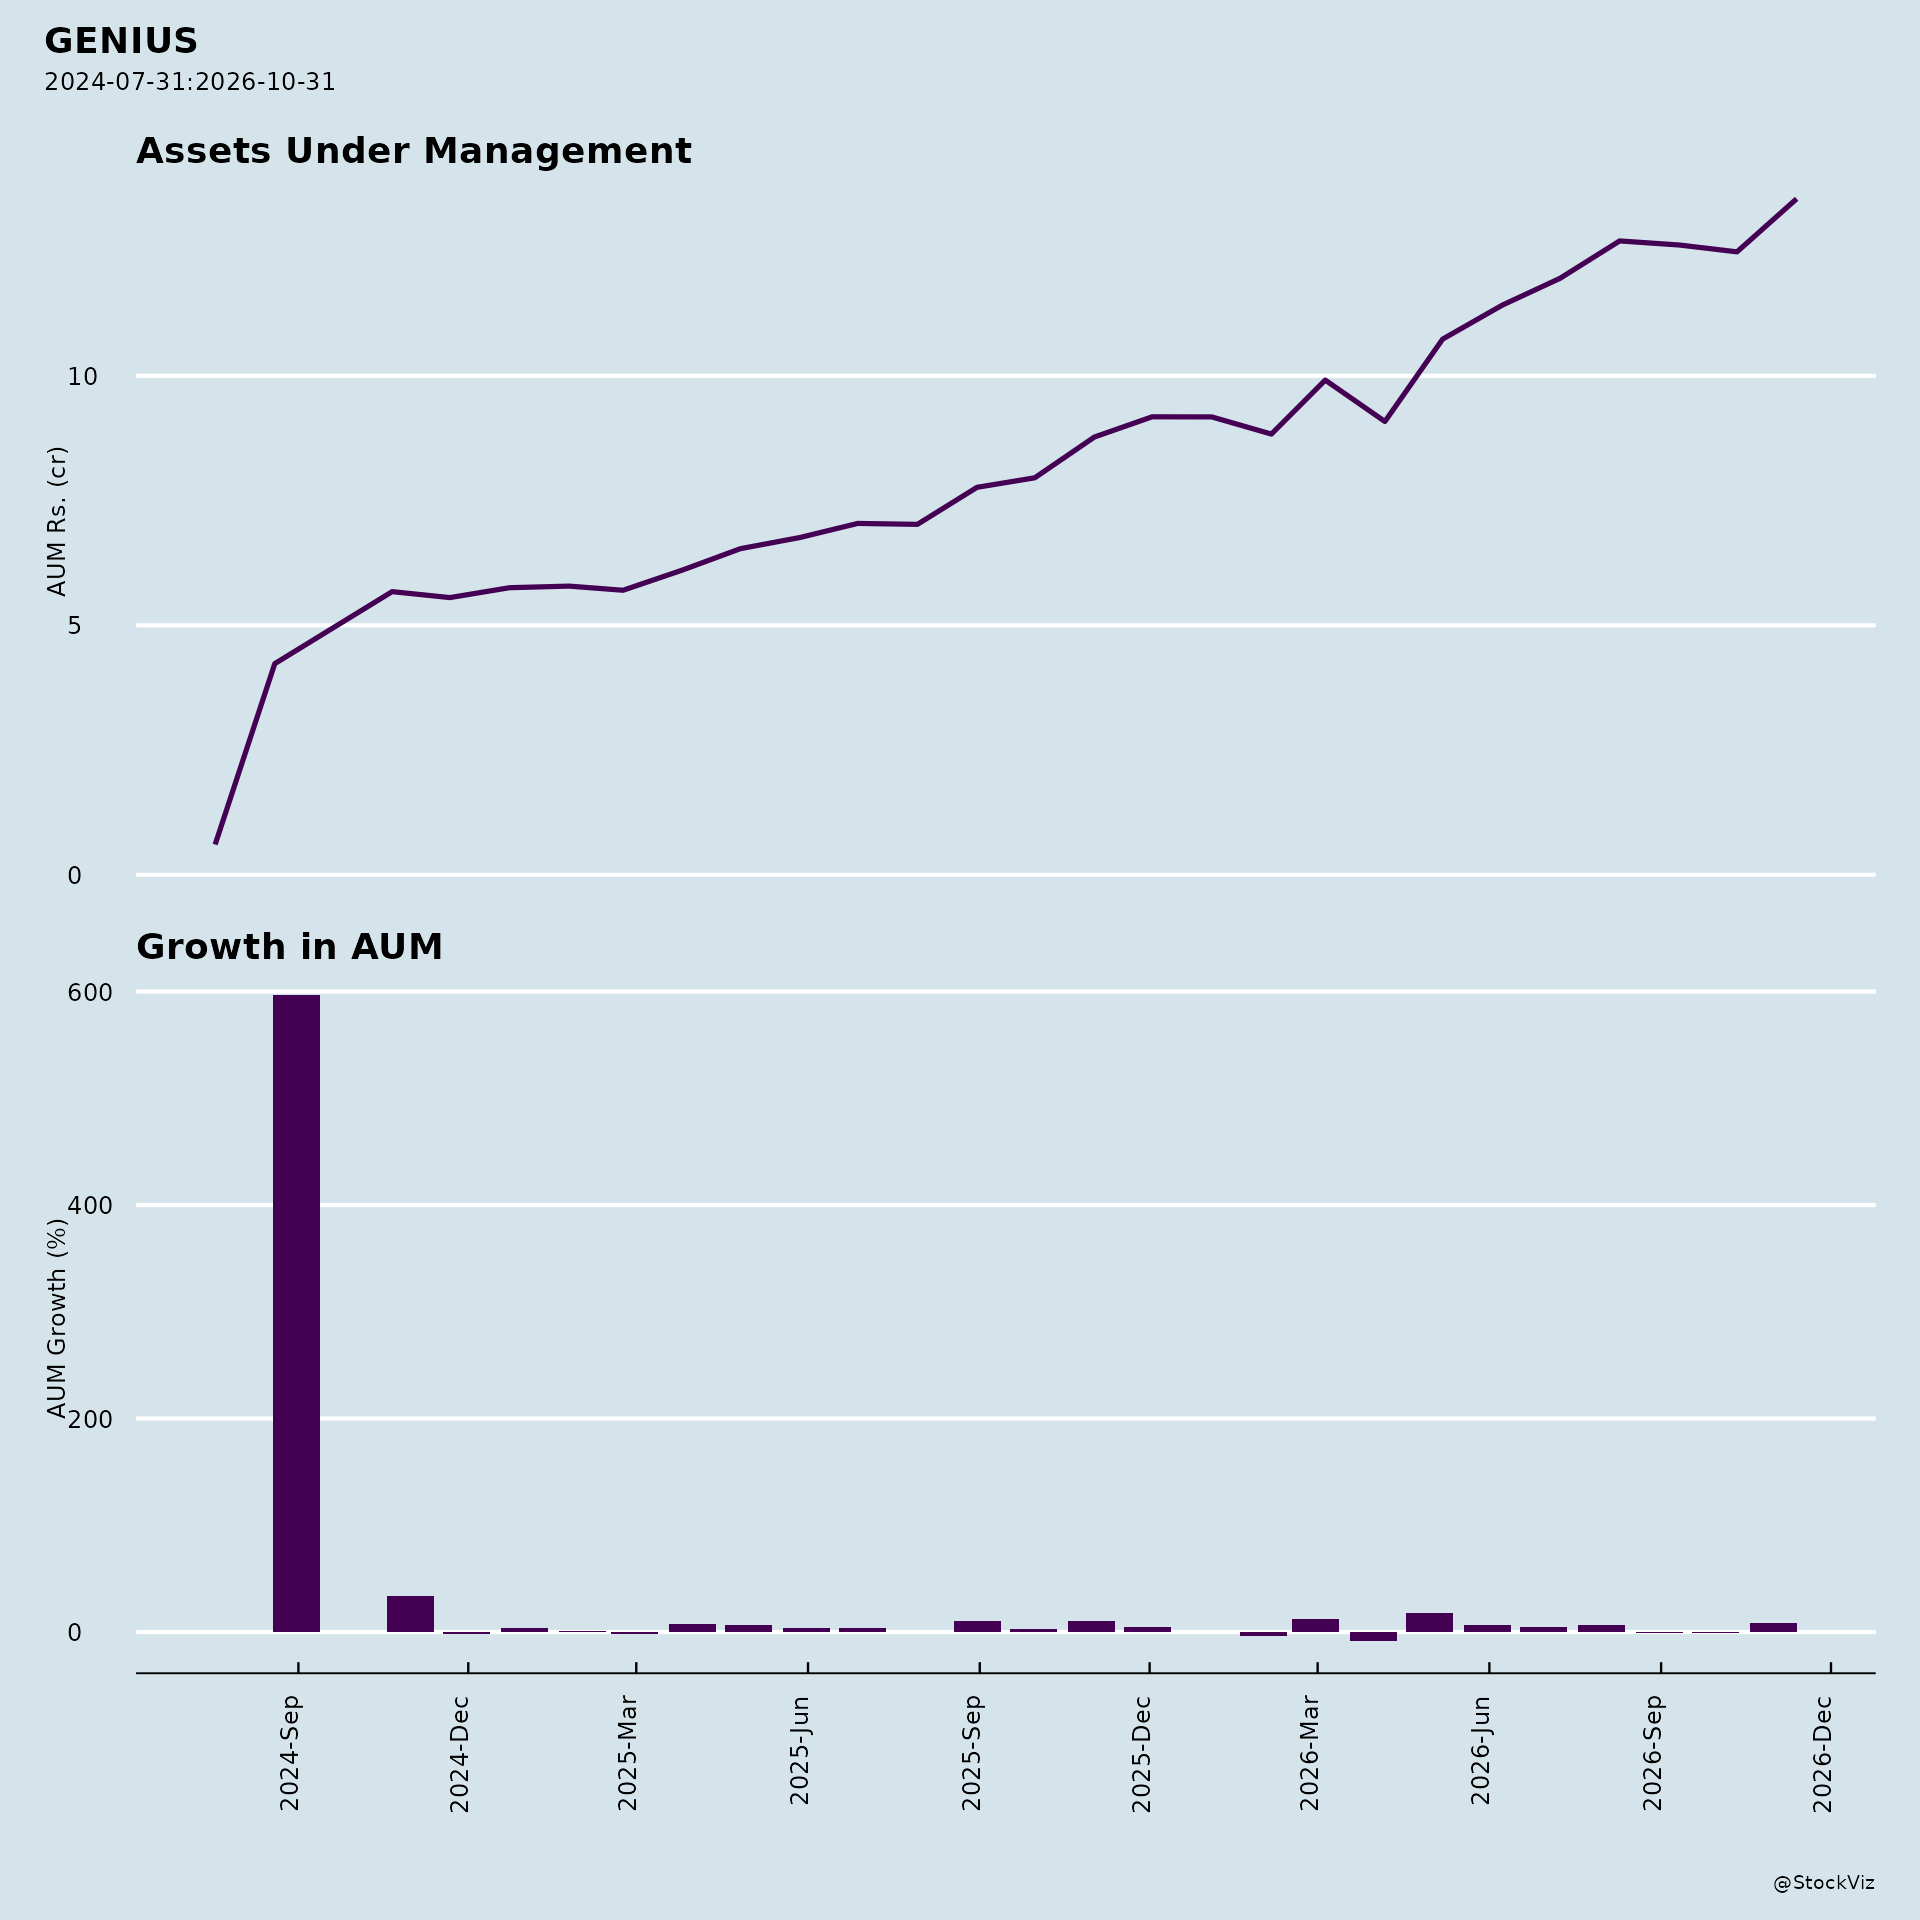 GENIUS
2024-07-31:2026-10-31
Assets Under Management
AUM Rs. (cr)
10
5
0
Growth in AUM
AUM Growth (%)
600
400
200
0
2024-Sep
2024-Dec
2025-Mar
2025-Jun
2025-Sep
2025-Dec
2026-Mar
2026-Jun
2026-Sep
2026-Dec
@StockViz